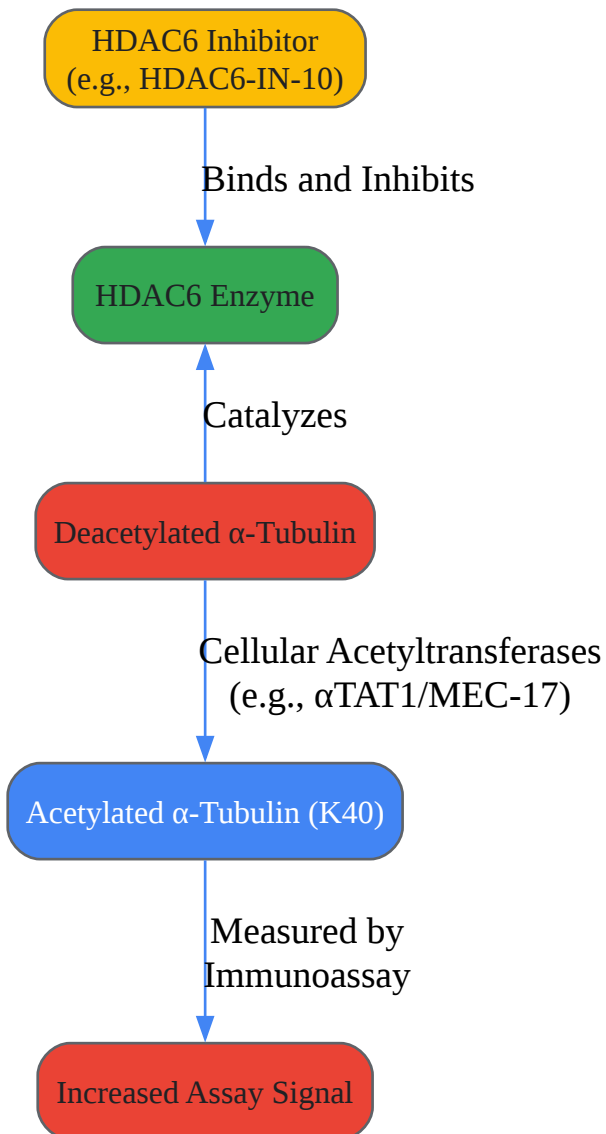 HDAC6 Inhibitor
(e.g., HDAC6-IN-10)
Binds and Inhibits
HDAC6 Enzyme
Catalyzes
Deacetylated α-Tubulin
Cellular Acetyltransferases
(e.g., αTAT1/MEC-17)
Acetylated α-Tubulin (K40)
Measured by
Immunoassay
Increased Assay Signal